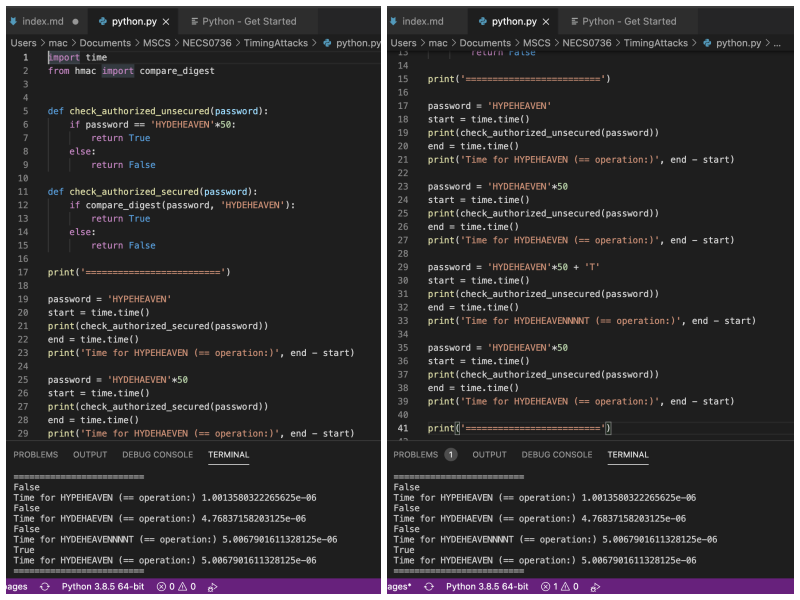 index.md ● python.py × Python - Get Started
Users > mac > Documents > MSCS > NECS0736 > TimingAttacks > python.py
1 import time
2 from hmac import compare_digest
3
4
5 def check_authorized_unsecured(password):
6 if password == 'HYDEHEAVEN'*50:
7 return True
8 else:
9 return False
10
11 def check_authorized_secured(password):
12 if compare_digest(password, 'HYDEHEAVEN'):
13 return True
14 else:
15 return False
16
17 print('=========================')
18
19 password = 'HYPEHEAVEN'
20 start = time.time()
21 print(check_authorized_secured(password))
22 end = time.time()
23 print('Time for HYPEHEAVEN (== operation:)', end - start)
24
25 password = 'HYDEHAEVEN'*50
26 start = time.time()
27 print(check_authorized_secured(password))
28 end = time.time()
29 print('Time for HYDEHAEVEN (== operation:)', end - start)
PROBLEMS OUTPUT DEBUG CONSOLE TERMINAL
=========================
False
Time for HYPEHEAVEN (== operation:) 1.0013580322265625e-06
False
Time for HYDEHAEVEN (== operation:) 4.76837158203125e-06
False
Time for HYDEHEAVENNNNT (== operation:) 5.0067901611328125e-06
True
Time for HYDEHEAVEN (== operation:) 5.0067901611328125e-06
=========================
ages Python 3.8.5 64-bit 0 0
index.md python.py × Python - Get Started
Users > mac > Documents > MSCS > NECS0736 > TimingAttacks > python.py > ...
13 return False
14
15 print('=========================')
16
17 password = 'HYPEHEAVEN'
18 start = time.time()
19 print(check_authorized_unsecured(password))
20 end = time.time()
21 print('Time for HYPEHEAVEN (== operation:)', end - start)
22
23 password = 'HYDEHAEVEN'*50
24 start = time.time()
25 print(check_authorized_unsecured(password))
26 end = time.time()
27 print('Time for HYDEHAEVEN (== operation:)', end - start)
28
29 password = 'HYDEHEAVEN'*50 + 'T'
30 start = time.time()
31 print(check_authorized_unsecured(password))
32 end = time.time()
33 print('Time for HYDEHEAVENNNNT (== operation:)', end - start)
34
35 password = 'HYDEHEAVEN'*50
36 start = time.time()
37 print(check_authorized_unsecured(password))
38 end = time.time()
39 print('Time for HYDEHEAVEN (== operation:)', end - start)
40
41 print('=========================')
PROBLEMS 1 OUTPUT DEBUG CONSOLE TERMINAL
=========================
False
Time for HYPEHEAVEN (== operation:) 1.0013580322265625e-06
False
Time for HYDEHAEVEN (== operation:) 4.76837158203125e-06
False
Time for HYDEHEAVENNNNT (== operation:) 5.0067901611328125e-06
True
Time for HYDEHEAVEN (== operation:) 5.0067901611328125e-06
=========================
ages* Python 3.8.5 64-bit 1 0